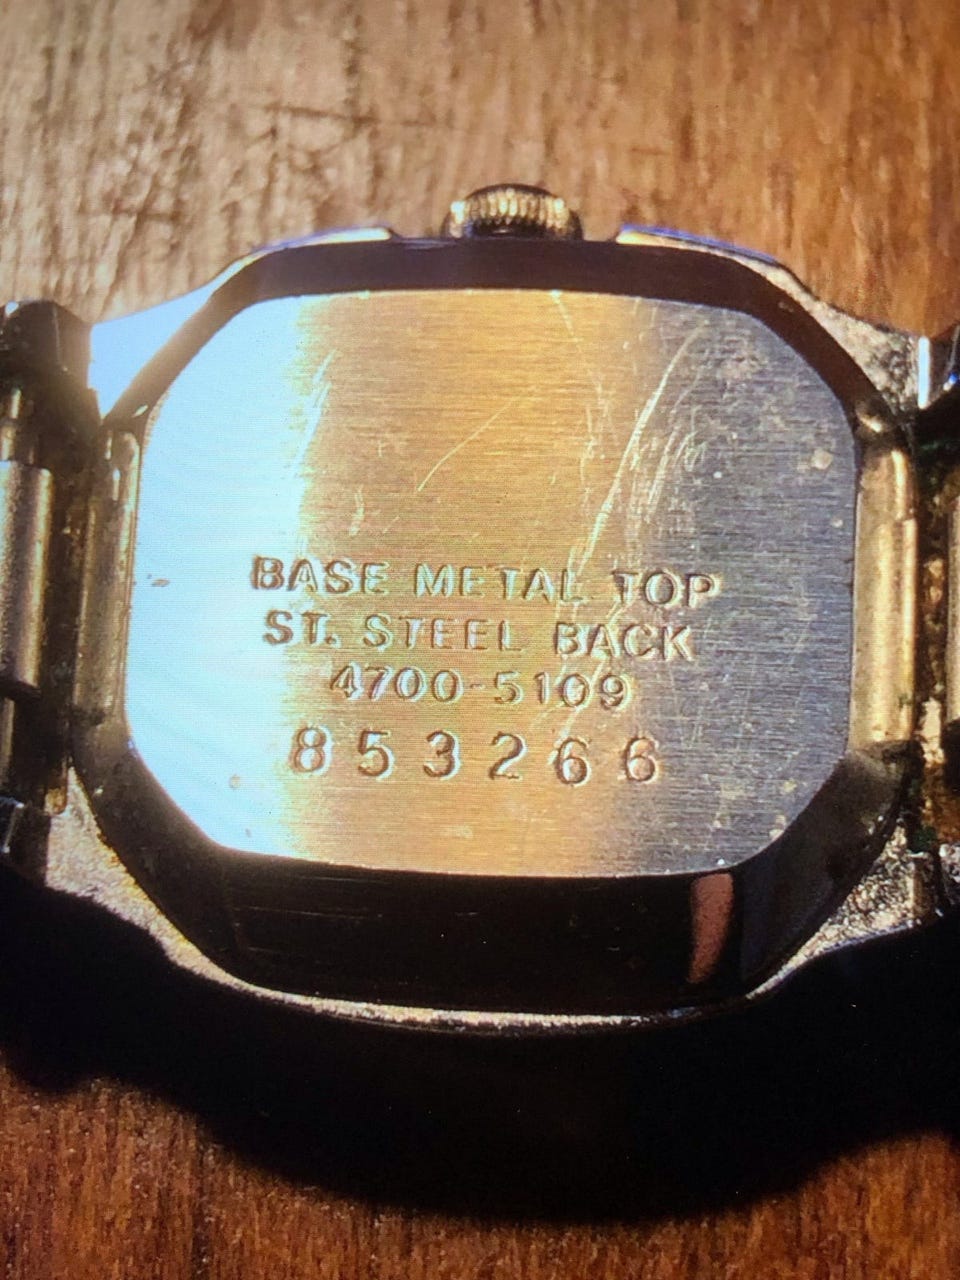 BASE METAL TOP
ST. STEEL BACK
4700-5109
853266